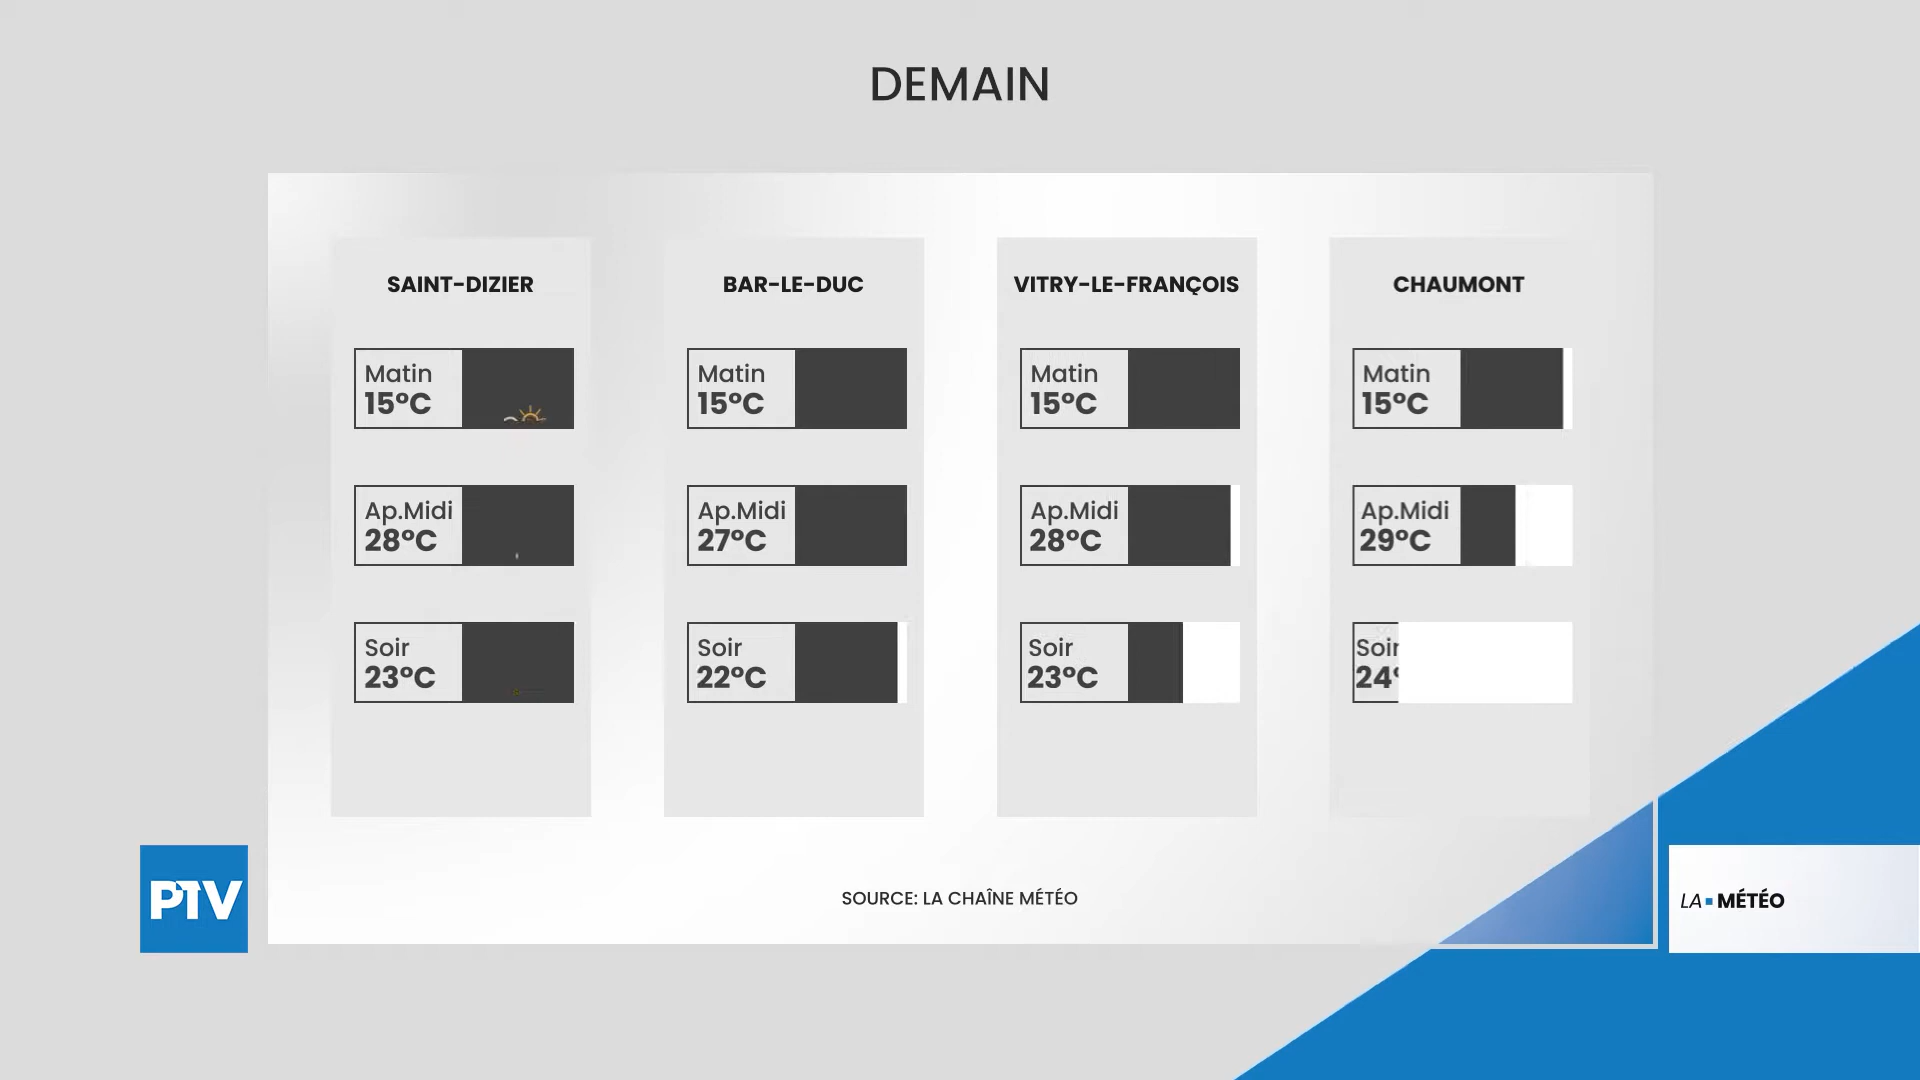 DEMAIN
SAINT-DIZIER
Matin
15°C
Ap.Midi
28°C
Soir
23°C
BAR-LE-DUC
Matin
15°C
Ap.Midi
27°C
Soir
22°C
VITRY-LE-FRANÇOIS
Matin
15°C
Ap.Midi
28°C
Soir
23°C
CHAUMONT
Matin
15°C
Ap.Midi
29°C
Soir
24°
SOURCE: LA CHAÎNE MÉTÉO
PTV
LA MÉTÉO